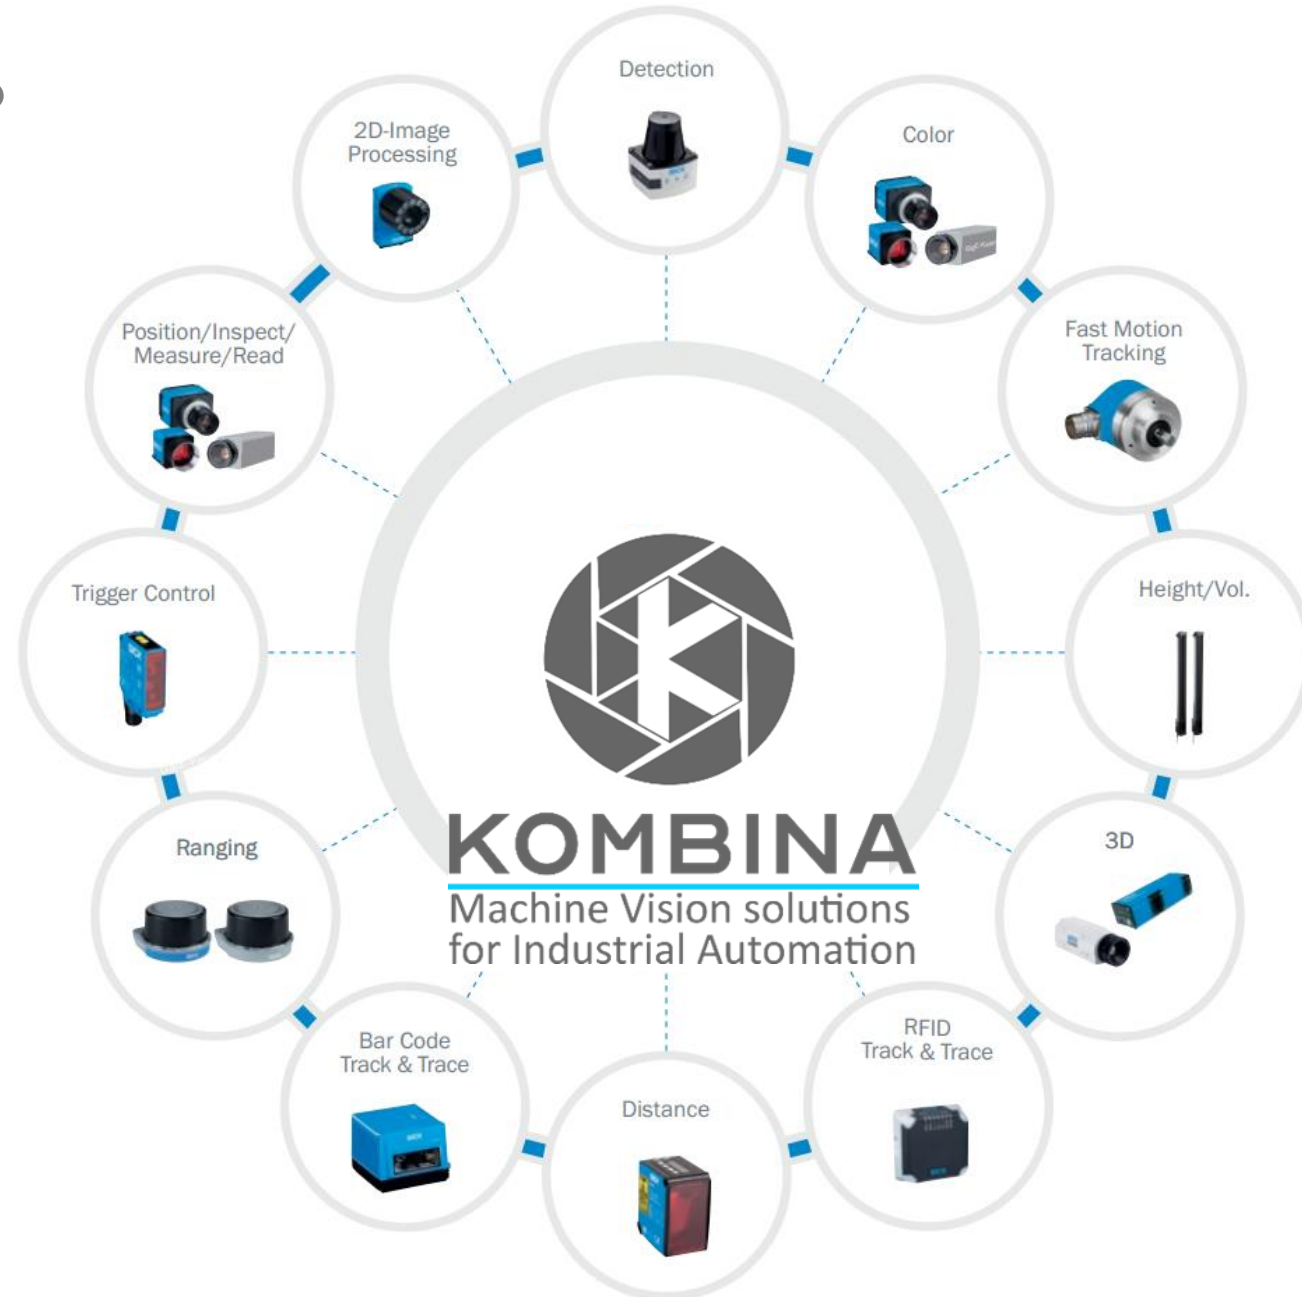 Detection
2D-Image
Processing
Color
Position/Inspect/
Measure/Read
Fast Motion
Tracking
Trigger Control
Height/Vol.
K
KOMBINA
Machine Vision solutions
for Industrial Automation
Ranging
3D
Bar Code
Track & Trace
RFID
Track & Trace
Distance
SICK